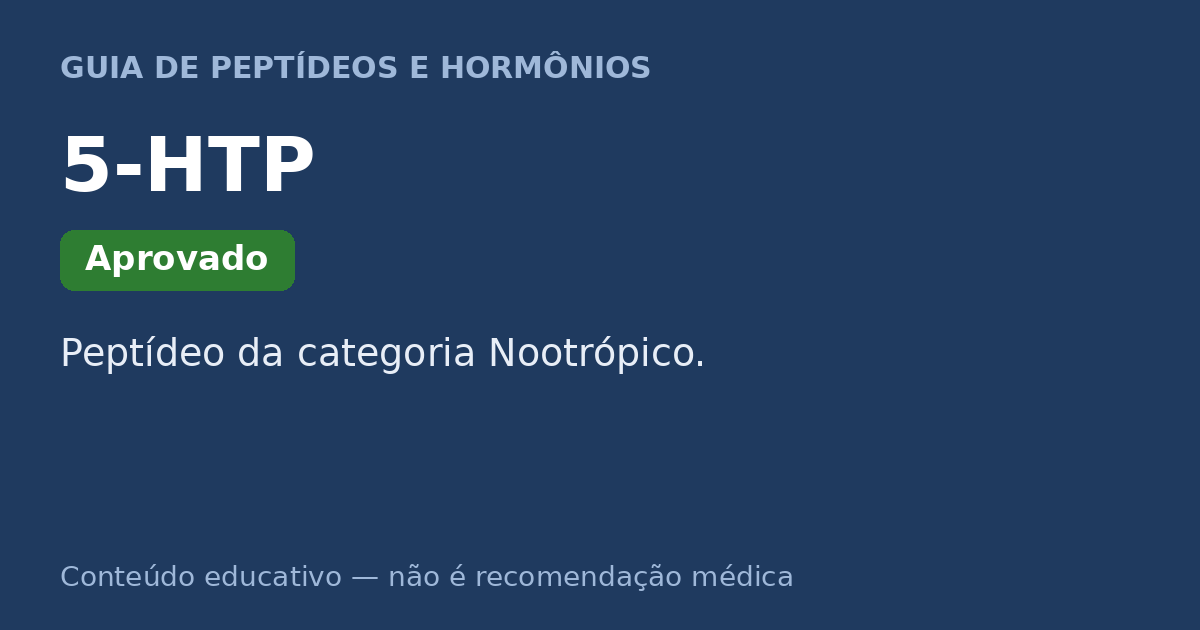 GUIA DE PEPTÍDEOS E HORMÔNIOS
5-HTP
Aprovado
Peptídeo da categoria Nootrópico.
Conteúdo educativo — não é recomendação médica